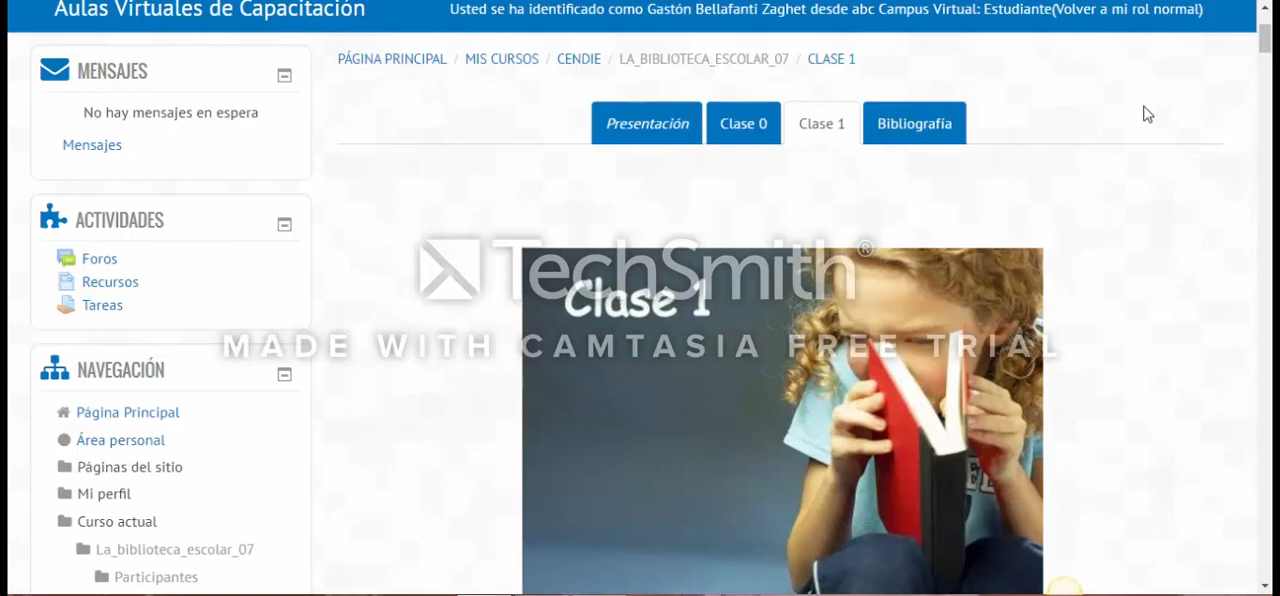 Aulas Virtuales de Capacitación
Usted se ha identificado como Gastón Bellafanti Zaghet desde abc Campus Virtual: Estudiante(Volver a mi rol normal)
MENSAJES
No hay mensajes en espera
Mensajes
ACTIVIDADES
Foros
Recursos
Tareas
NAVEGACIÓN
Página Principal
Área personal
Páginas del sitio
Mi perfil
Curso actual
La_biblioteca_escolar_07
Participantes
PÁGINA PRINCIPAL / MIS CURSOS / CENDIE / LA_BIBLIOTECA_ESCOLAR_07 / CLASE 1
Presentación Clase 0 Clase 1 Bibliografía
TechSmith®
Clase 1
MADE WITH CAMTASIA FREE TRIAL